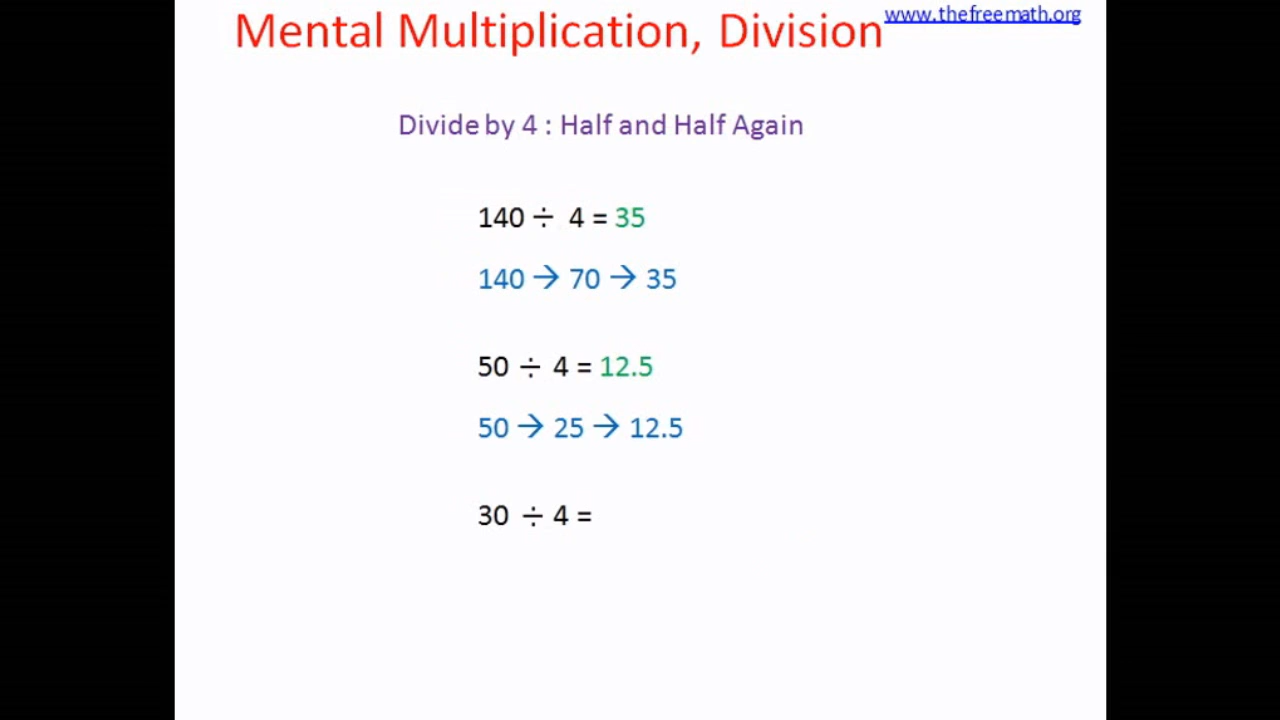 Mental Multiplication, Division
www.thefreemath.org
Divide by 4 : Half and Half Again
140 ÷ 4 = 35
140 → 70 → 35
50 ÷ 4 = 12.5
50 → 25 → 12.5
30 ÷ 4 =